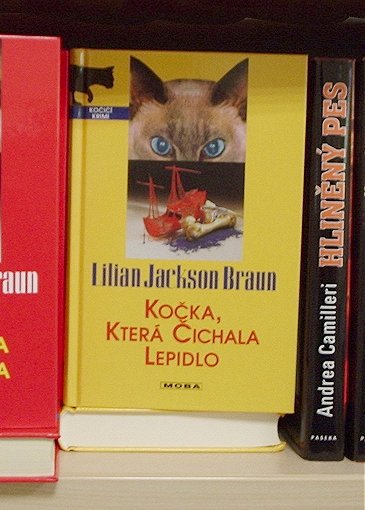 raun
A
A
KOČIČÍ
KRIMI
Lilian Jackson Braun
KOČKA,
KTERÁ ČICHALA
LEPIDLO
MOBA
Andrea Camilleri
HLINĚNÝ PES
PASEKA